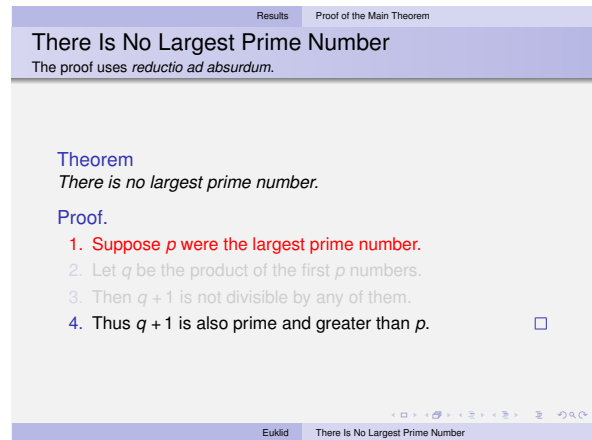 Results Proof of the Main Theorem
There Is No Largest Prime Number
The proof uses reductio ad absurdum.
Theorem
There is no largest prime number.
Proof.
1. Suppose p were the largest prime number.
2. Let q be the product of the first p numbers.
3. Then q + 1 is not divisible by any of them.
4. Thus q + 1 is also prime and greater than p.
Euklid There Is No Largest Prime Number